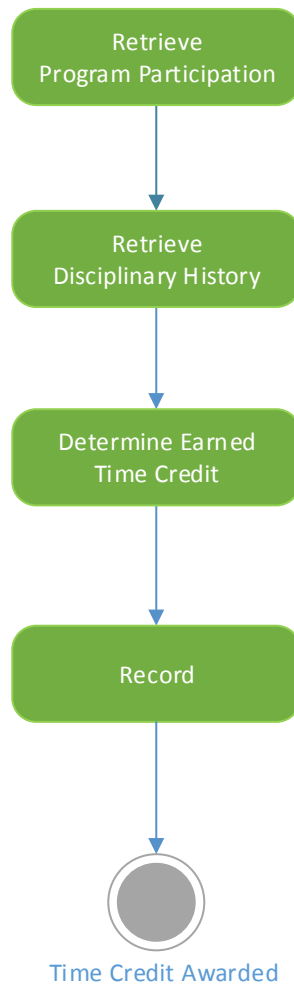 Retrieve
Program Participation
Retrieve
Disciplinary History
Determine Earned
Time Credit
Record
Time Credit Awarded